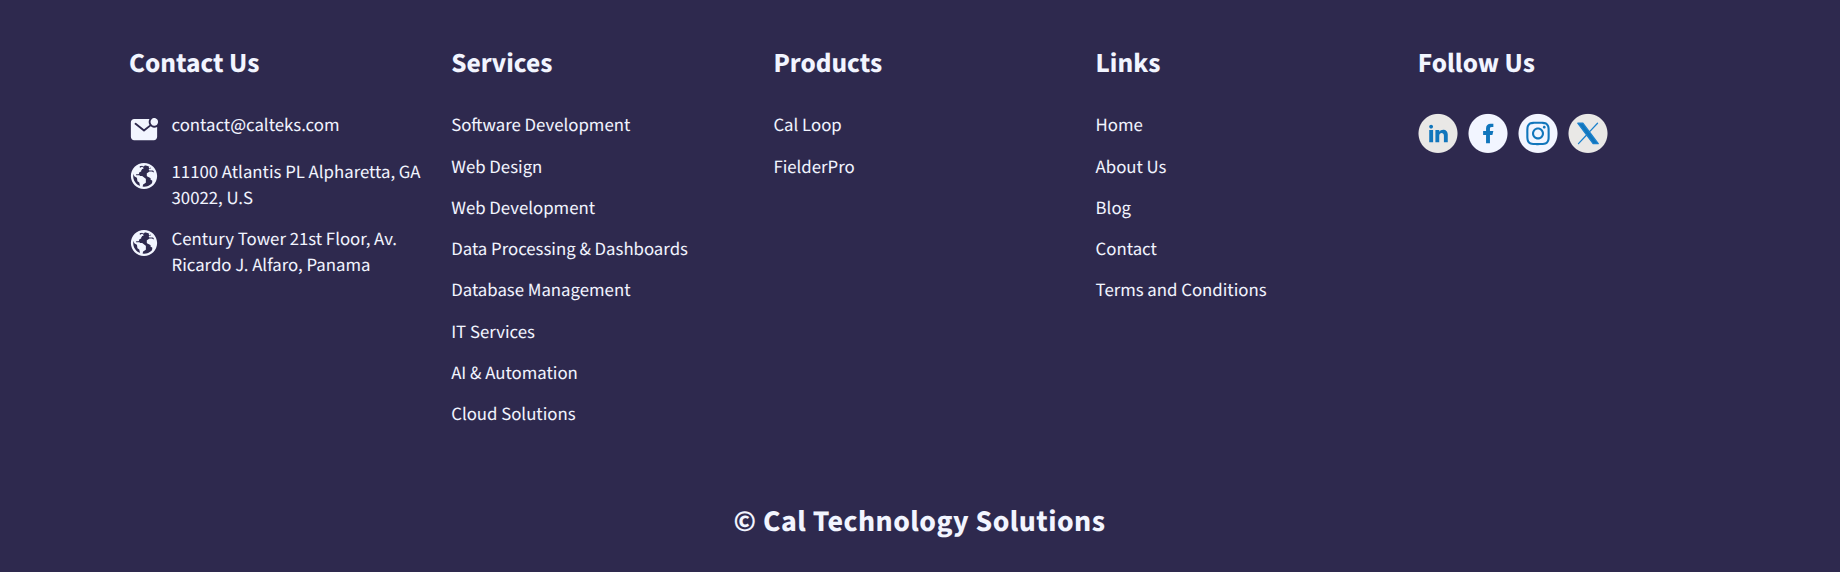 Contact Us
contact@calteks.com
11100 Atlantis PL Alpharetta, GA
30022, U.S
Century Tower 21st Floor, Av.
Ricardo J. Alfaro, Panama
Services
Software Development
Web Design
Web Development
Data Processing & Dashboards
Database Management
IT Services
AI & Automation
Cloud Solutions
Products
Cal Loop
FielderPro
Links
Home
About Us
Blog
Contact
Terms and Conditions
Follow Us
© Cal Technology Solutions